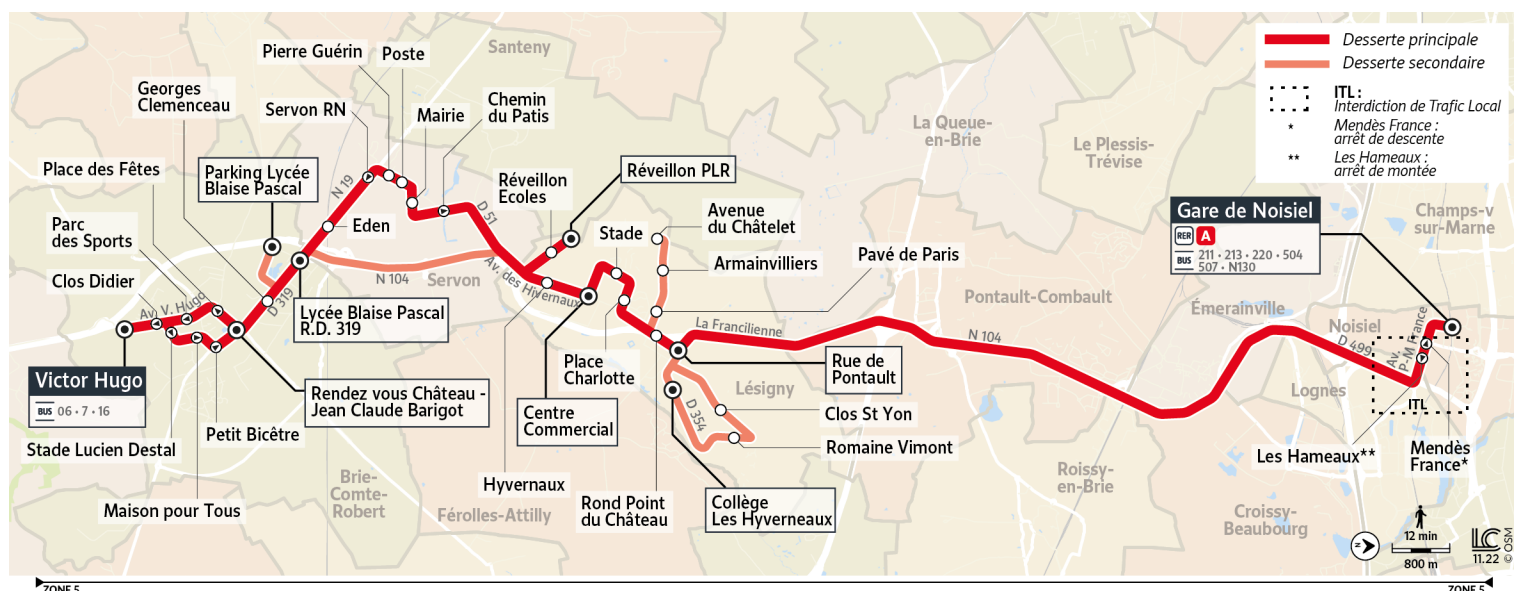 Desserte principale
Desserte secondaire
ITL :
Interdiction de Trafic Local
*
Mendès France :
arrêt de descente
**
Les Hameaux :
arrêt de montée
Pierre Guérin
Poste
Santeny
Georges
Clemenceau
Servon RN
Mairie
Chemin
du Patis
La Queue-
en-Brie
Le Plessis-
Trévise
Place des Fêtes
Parking Lycée
Blaise Pascal
N 19
Réveillon
Ecoles
Réveillon PLR
Parc
des Sports
Eden
D 51
Stade
Avenue
du Châtelet
Gare de Noisiel
RER A
BUS 211 • 213 • 220 • 504
507 • N130
Champs-v
sur-Marne
Clos Didier
N 104
Servon
Av. des Hivernaux
Armainvilliers
Pavé de Paris
Av. V. Hugo
D 319
Lycée Blaise Pascal
R.D. 319
Pontault-Combault
Émerainville
La Francilienne
N 104
Noisiel
D 499
Av.
P-M France
Victor Hugo
BUS 06 • 7 • 16
Rendez vous Château -
Jean Claude Barigot
Place
Charlotte
Rue de
Pontault
Lésigny
Lognes
ITL
Centre
Commercial
D 354
Clos St Yon
Petit Bicêtre
Stade Lucien Destal
Romaine Vimont
Les Hameaux**
Mendès
France*
Maison pour Tous
Brie-
Comte-
Robert
Hyvernaux
Férolles-Attilly
Rond Point
du Château
Collège
Les Hyverneaux
Roissy-
en-Brie
Croissy-
Beaubourg
N
12 min
800 m
LC
11.22
© OSM
ZONE 5
ZONE 5